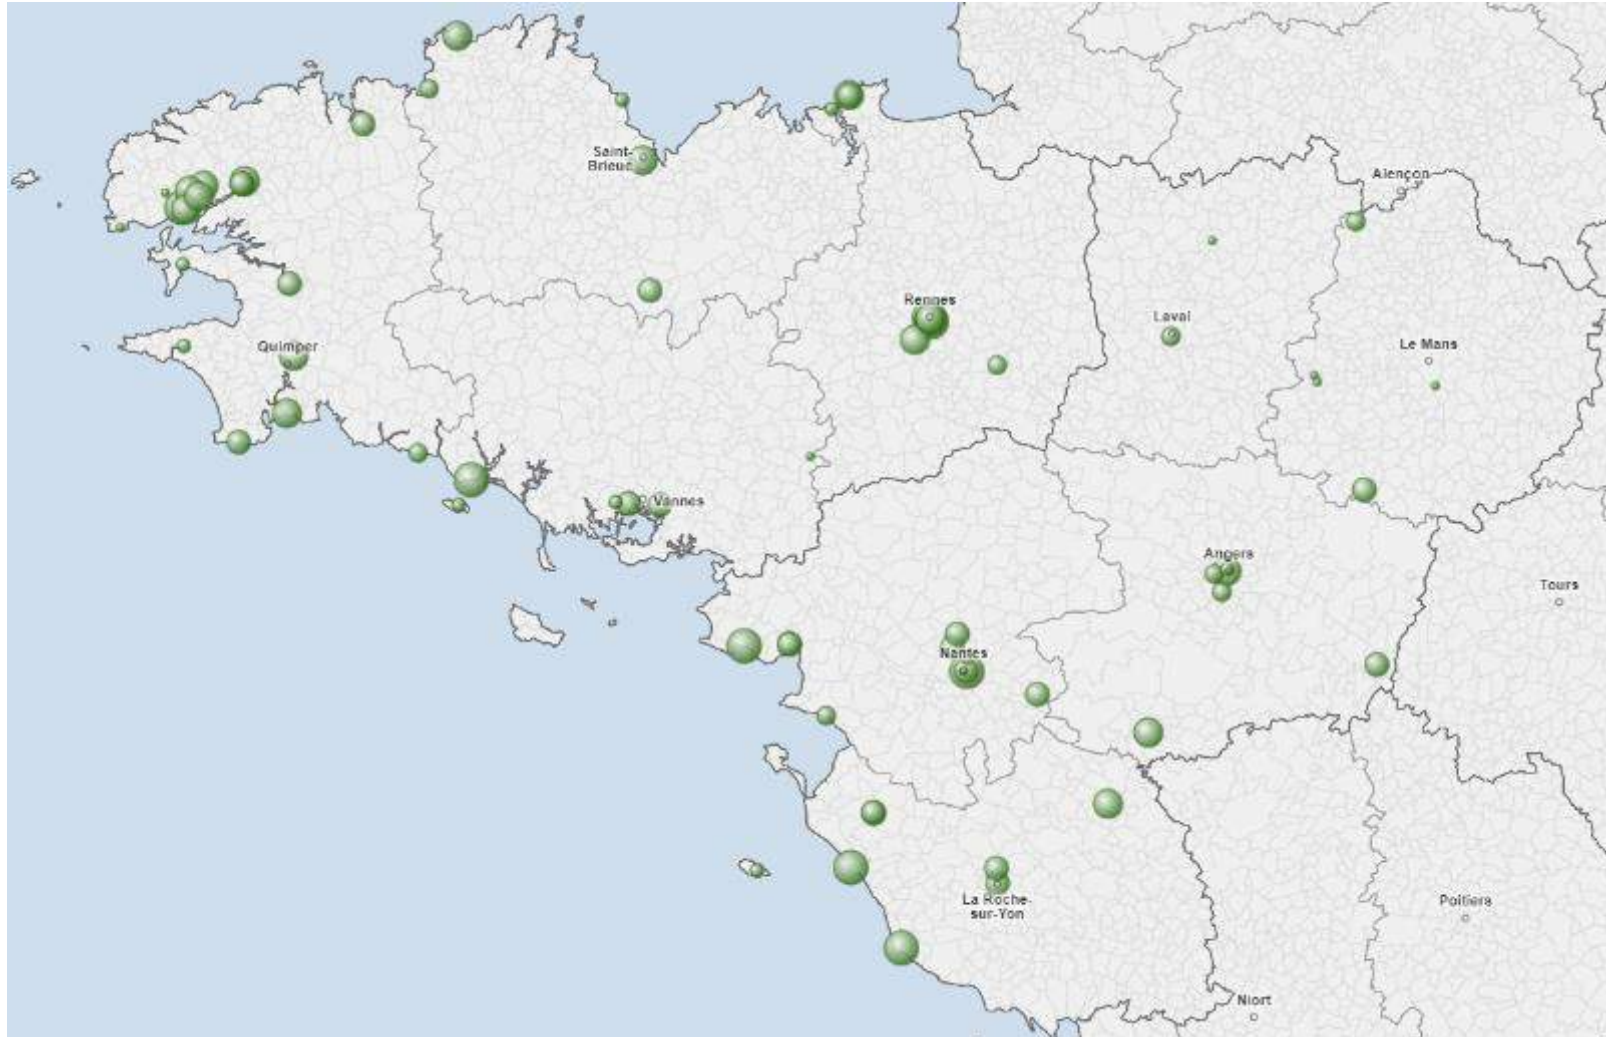 Saint-
Brieuc
Alençon
Rennes
Laval
Le Mans
Quimper
Vannes
Angers
Tours
Nantes
La Roche-
sur-Yon
Poitiers
Niort